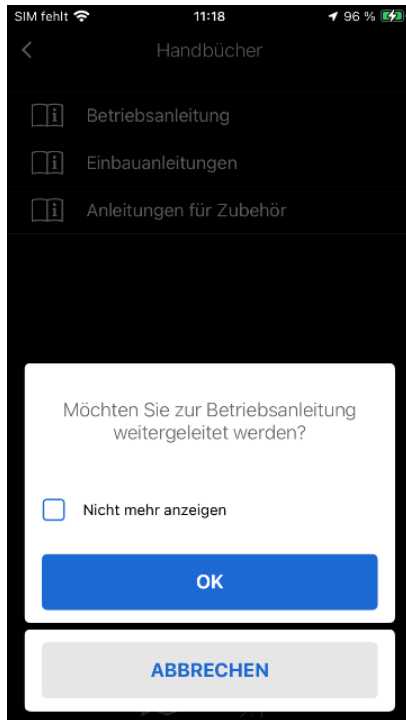 SIM fehlt 11:18 96 %
Handbücher
Betriebsanleitung
Einbauanleitungen
Anleitungen für Zubehör
Möchten Sie zur Betriebsanleitung
weitergeleitet werden?
Nicht mehr anzeigen
OK
ABBRECHEN